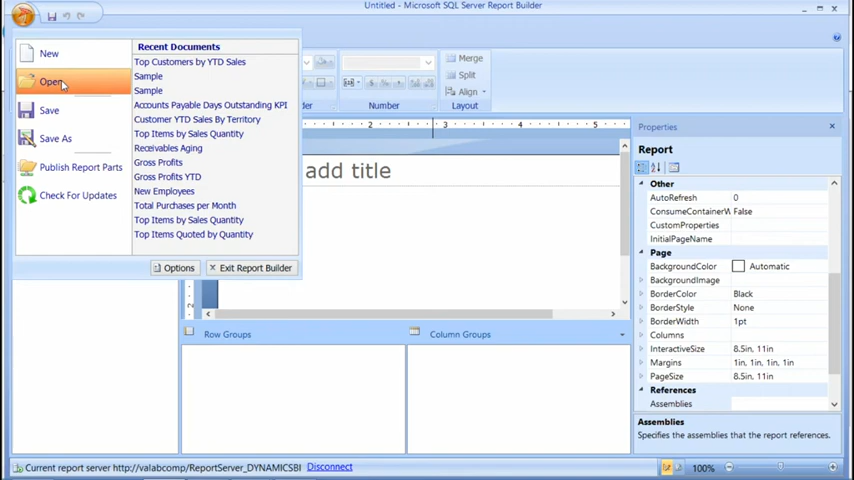 Untitled - Microsoft SQL Server Report Builder
New
Open
Save
Save As
Publish Report Parts
Check For Updates
Recent Documents
Top Customers by YTD Sales
Sample
Sample
Accounts Payable Days Outstanding KPI
Customer YTD Sales By Territory
Top Items by Sales Quantity
Receivables Aging
Gross Profits
Gross Profits YTD
New Employees
Total Purchases per Month
Top Items by Sales Quantity
Top Items Quoted by Quantity
Options
Exit Report Builder
Merge
Split
Align
Number
Layout
2 3 4 5
add title
Row Groups
Column Groups
Properties
Report
Other
AutoRefresh 0
ConsumeContainerW False
CustomProperties
InitialPageName
Page
BackgroundColor Automatic
BackgroundImage
BorderColor Black
BorderStyle None
BorderWidth 1pt
Columns
InteractiveSize 8.5in, 11in
Margins 1in, 1in, 1in, 1in
PageSize 8.5in, 11in
References
Assemblies
Assemblies
Specifies the assemblies that the report references.
Current report server http://valabcomp/ReportServer_DYNAMICSBI Disconnect
100%